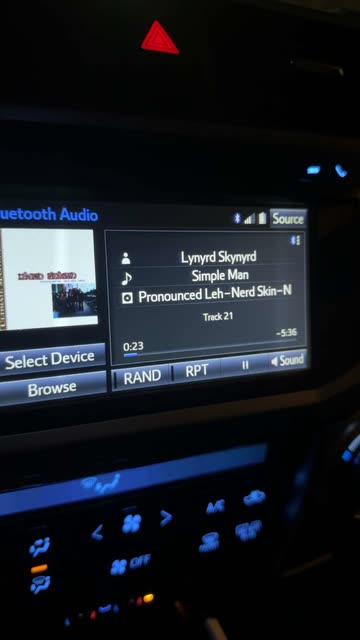 uetooth Audio
Source
Lynyrd Skynyrd
Simple Man
Pronounced Leh-Nerd Skin-N
Track 21
0:23
-5:36
Select Device
RAND
RPT
Sound
Browse
A/C
OFF